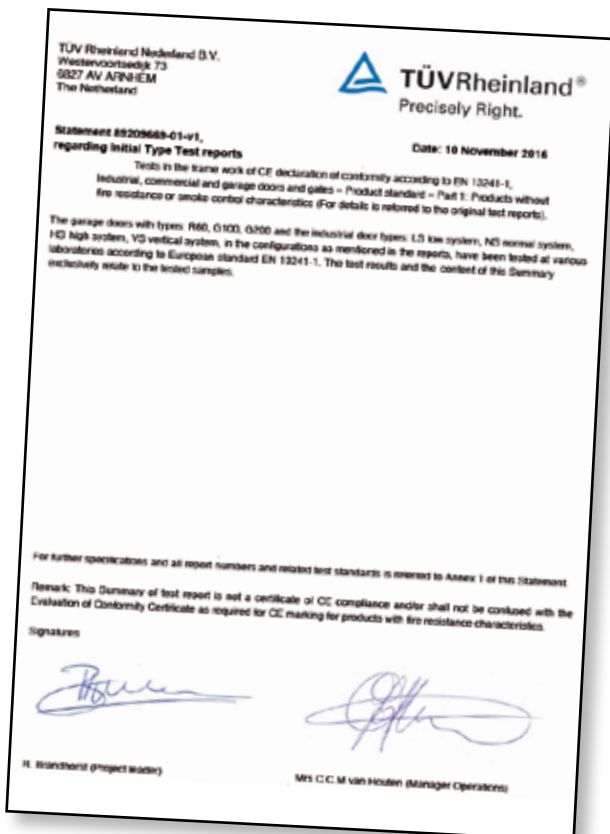 TÜV Rheinland Nederland B.V.
Westervoortsedijk 73
6827 AV ARNHEM
The Netherland
TÜVRheinland®
Precisely Right.
Statement 89209669-01-v1,
regarding Initial Type Test reports
Date: 10 November 2016
Tests in the frame work of CE declaration of conformity according to EN 13241-1,
Industrial, commercial and garage doors and gates – Product standard – Part 1: Products without
fire resistance or smoke control characteristics (For details is referred to the original test reports).
The garage doors with types: R60, G100, G200 and the industrial door types: LS low system, NS normal system,
HS high system, VS vertical system, in the configurations as mentioned in the reports, have been tested at various
laboratories according to European standard EN 13241-1. The test results and the content of this Summary
exclusively relate to the tested samples.
For further specifications and all report numbers and related test standards is referred to Annex 1 of this Statement.
Remark: This Summary of test report is not a certificate of CE compliance and/or shall not be confused with the
Evaluation of Conformity Certificate as required for CE marking for products with fire resistance characteristics.
Signatures
R. Brandhorst (Project leader)
Mrs C.C.M van Houten (Manager Operations)